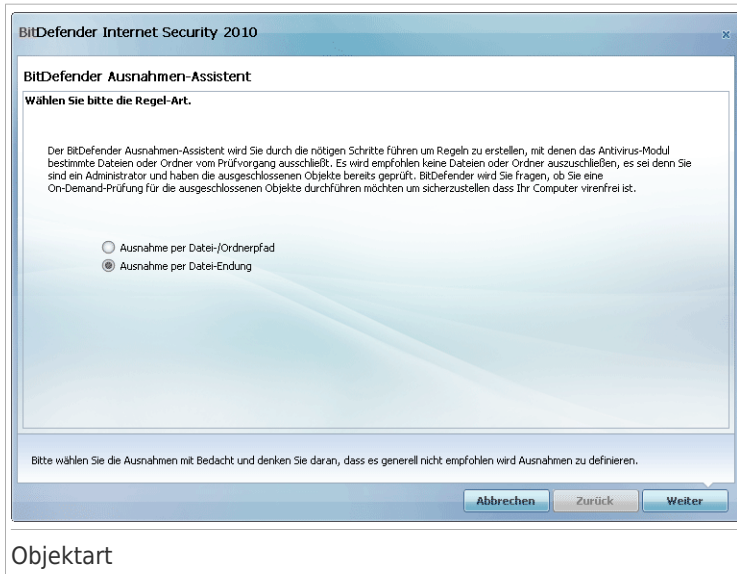 BitDefender Internet Security 2010
BitDefender Ausnahmen-Assistent
Wählen Sie bitte die Regel-Art.
Der BitDefender Ausnahmen-Assistent wird Sie durch die nötigen Schritte führen um Regeln zu erstellen, mit denen das Antivirus-Modul
bestimmte Dateien oder Ordner vom Prüfvorgang ausschließt. Es wird empfohlen keine Dateien oder Ordner auszuschließen, es sei denn Sie
sind ein Administrator und haben die ausgeschlossenen Objekte bereits geprüft. BitDefender wird Sie fragen, ob Sie eine
On-Demand-Prüfung für die ausgeschlossenen Objekte durchführen möchten um sicherzustellen dass Ihr Computer virenfrei ist.
Ausnahme per Datei-/Ordnerpfad
Ausnahme per Datei-Endung
Bitte wählen Sie die Ausnahmen mit Bedacht und denken Sie daran, dass es generell nicht empfohlen wird Ausnahmen zu definieren.
Abbrechen Zurück Weiter
Objektart